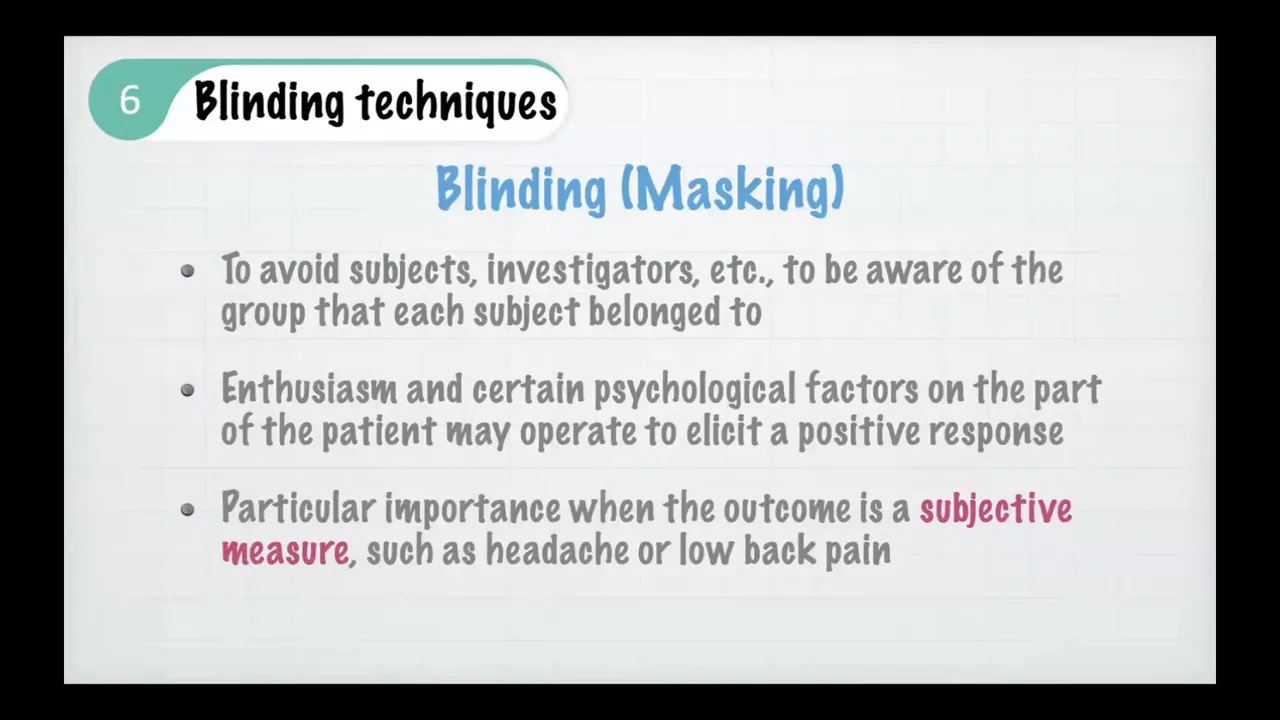 6
Blinding techniques
Blinding (Masking)
• To avoid subjects, investigators, etc., to be aware of the
group that each subject belonged to
• Enthusiasm and certain psychological factors on the part
of the patient may operate to elicit a positive response
• Particular importance when the outcome is a subjective
measure, such as headache or low back pain